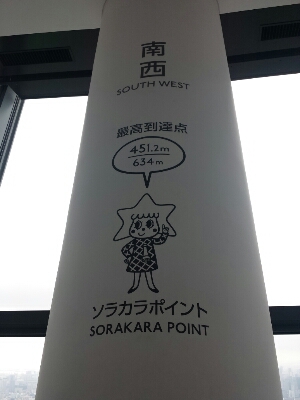 南
西
SOUTH WEST
最高到達点
451.2m
634m
ソラカラポイント
SORAKARA POINT